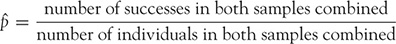 p̂ = number of successes in both samples combined
number of individuals in both samples combined